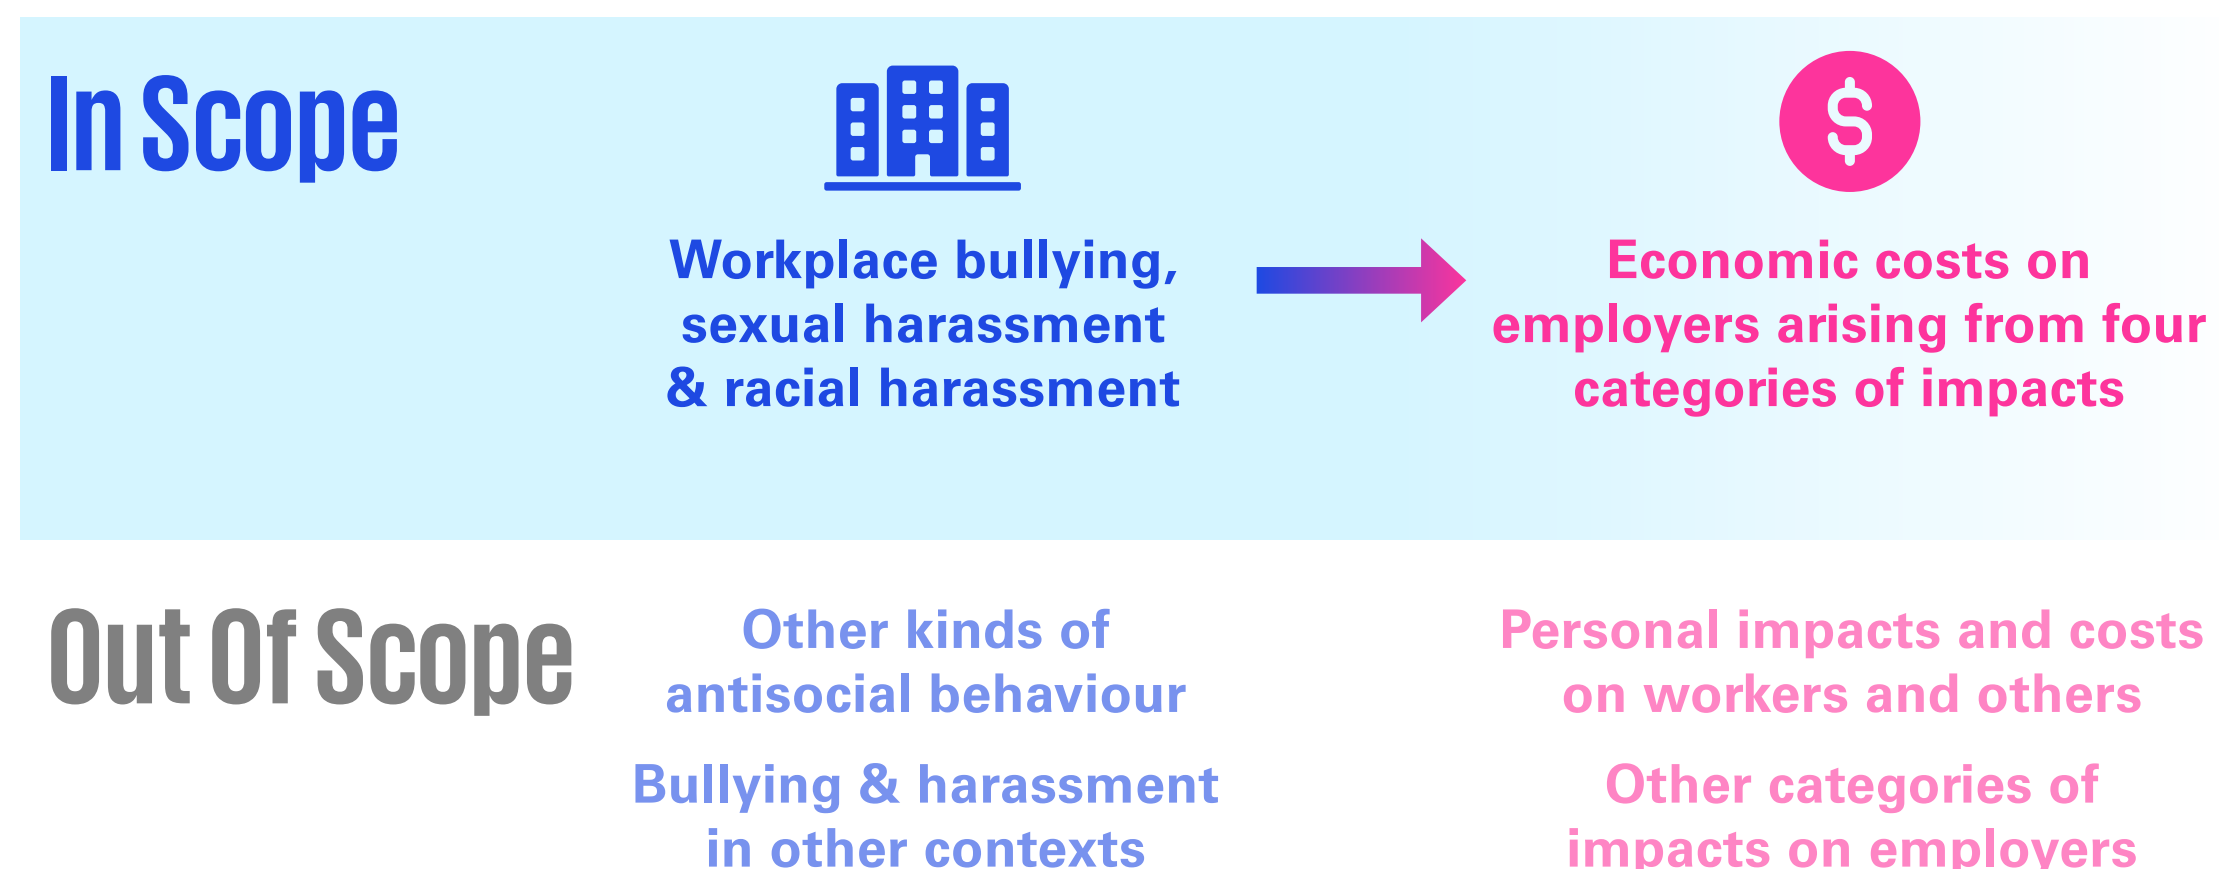 In Scope
Workplace bullying,
sexual harassment
& racial harassment
$
Economic costs on
employers arising from four
categories of impacts
Out Of Scope
Other kinds of
antisocial behaviour
Bullying & harassment
in other contexts
Personal impacts and costs
on workers and others
Other categories of
impacts on employers